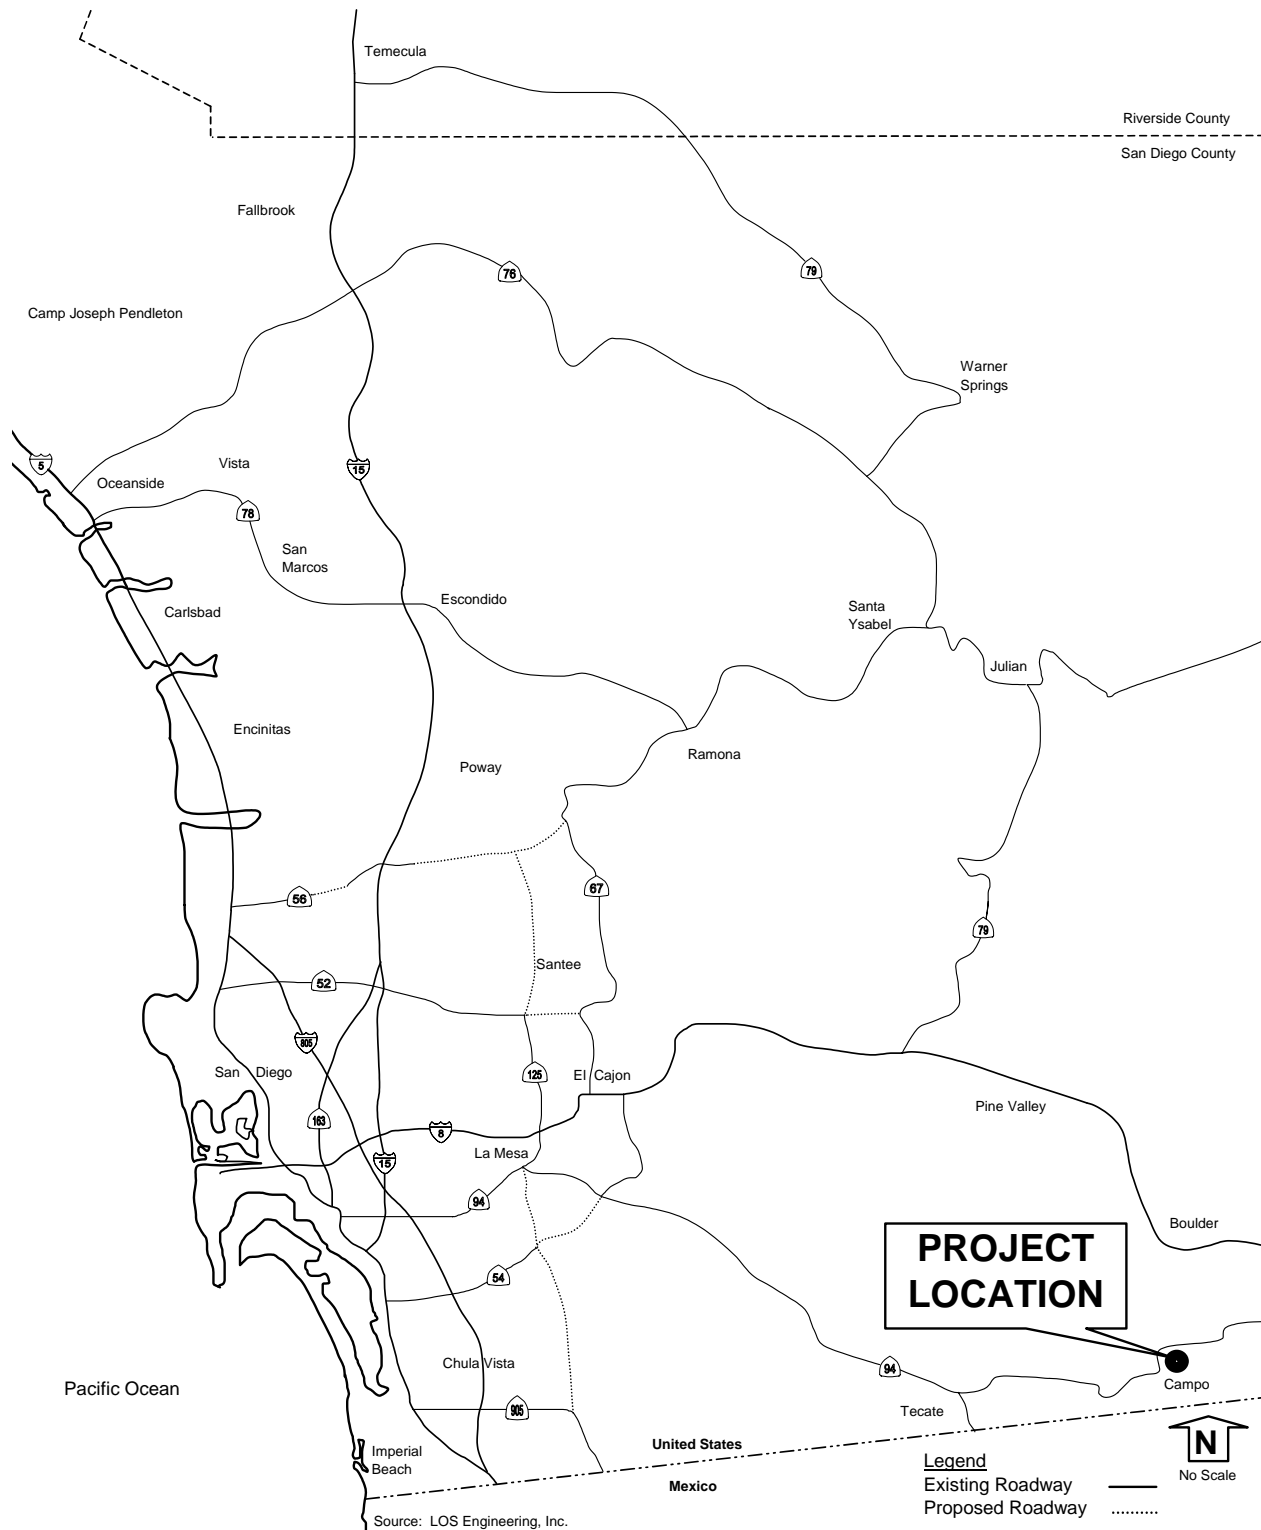 Temecula
Riverside County
San Diego County
Fallbrook
76
79
Camp Joseph Pendleton
Warner
Springs
5
Vista
15
Oceanside
78
San
Marcos
Escondido
Carlsbad
Santa
Ysabel
Julian
Encinitas
Ramona
Poway
67
56
79
Santee
52
805
San Diego
125
El Cajon
Pine Valley
163
8
La Mesa
15
94
Boulder
PROJECT
LOCATION
54
Chula Vista
94
Pacific Ocean
Campo
905
Tecate
United States
Mexico
Imperial
Beach
N
No Scale
Legend
Existing Roadway
Proposed Roadway
Source: LOS Engineering, Inc.